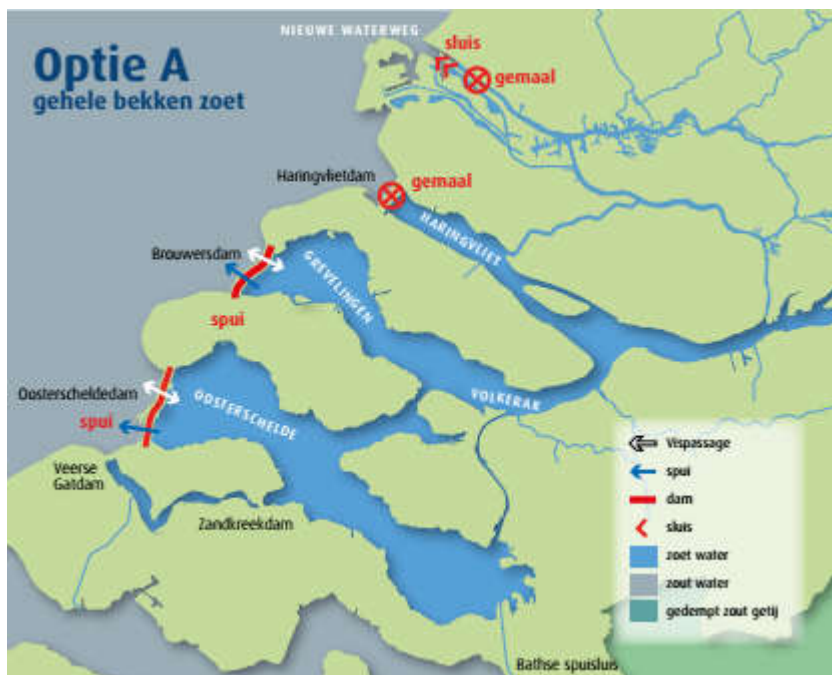 NIEUWE WATERWEG
Optie A
gehele bekken zoet
sluis
gemaal
Haringvlietdam
gemaal
HARINGVLIET
Brouwersdam
GREVELINGEN
spui
Oosterscheldedam
spui
OOSTERSCHELDE
VOLKERAK
Veerse
Gatdam
Zandkreekdam
Vispassage
spui
dam
sluis
zoet water
zout water
gedempt zout getij
Bathse spuisluis